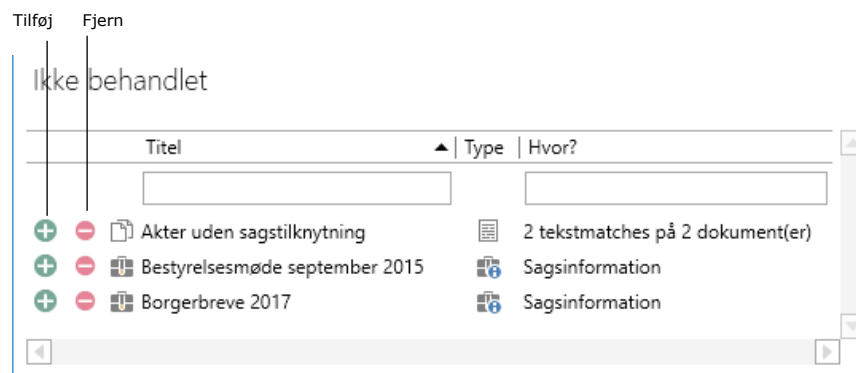 Tilføj Fjern
Ikke behandlet
Titel Type Hvor?
Akter uden sagstilknytning 2 tekstmatches på 2 dokument(er)
Bestyrelsesmøde september 2015 Sagsinformation
Borgerbreve 2017 Sagsinformation